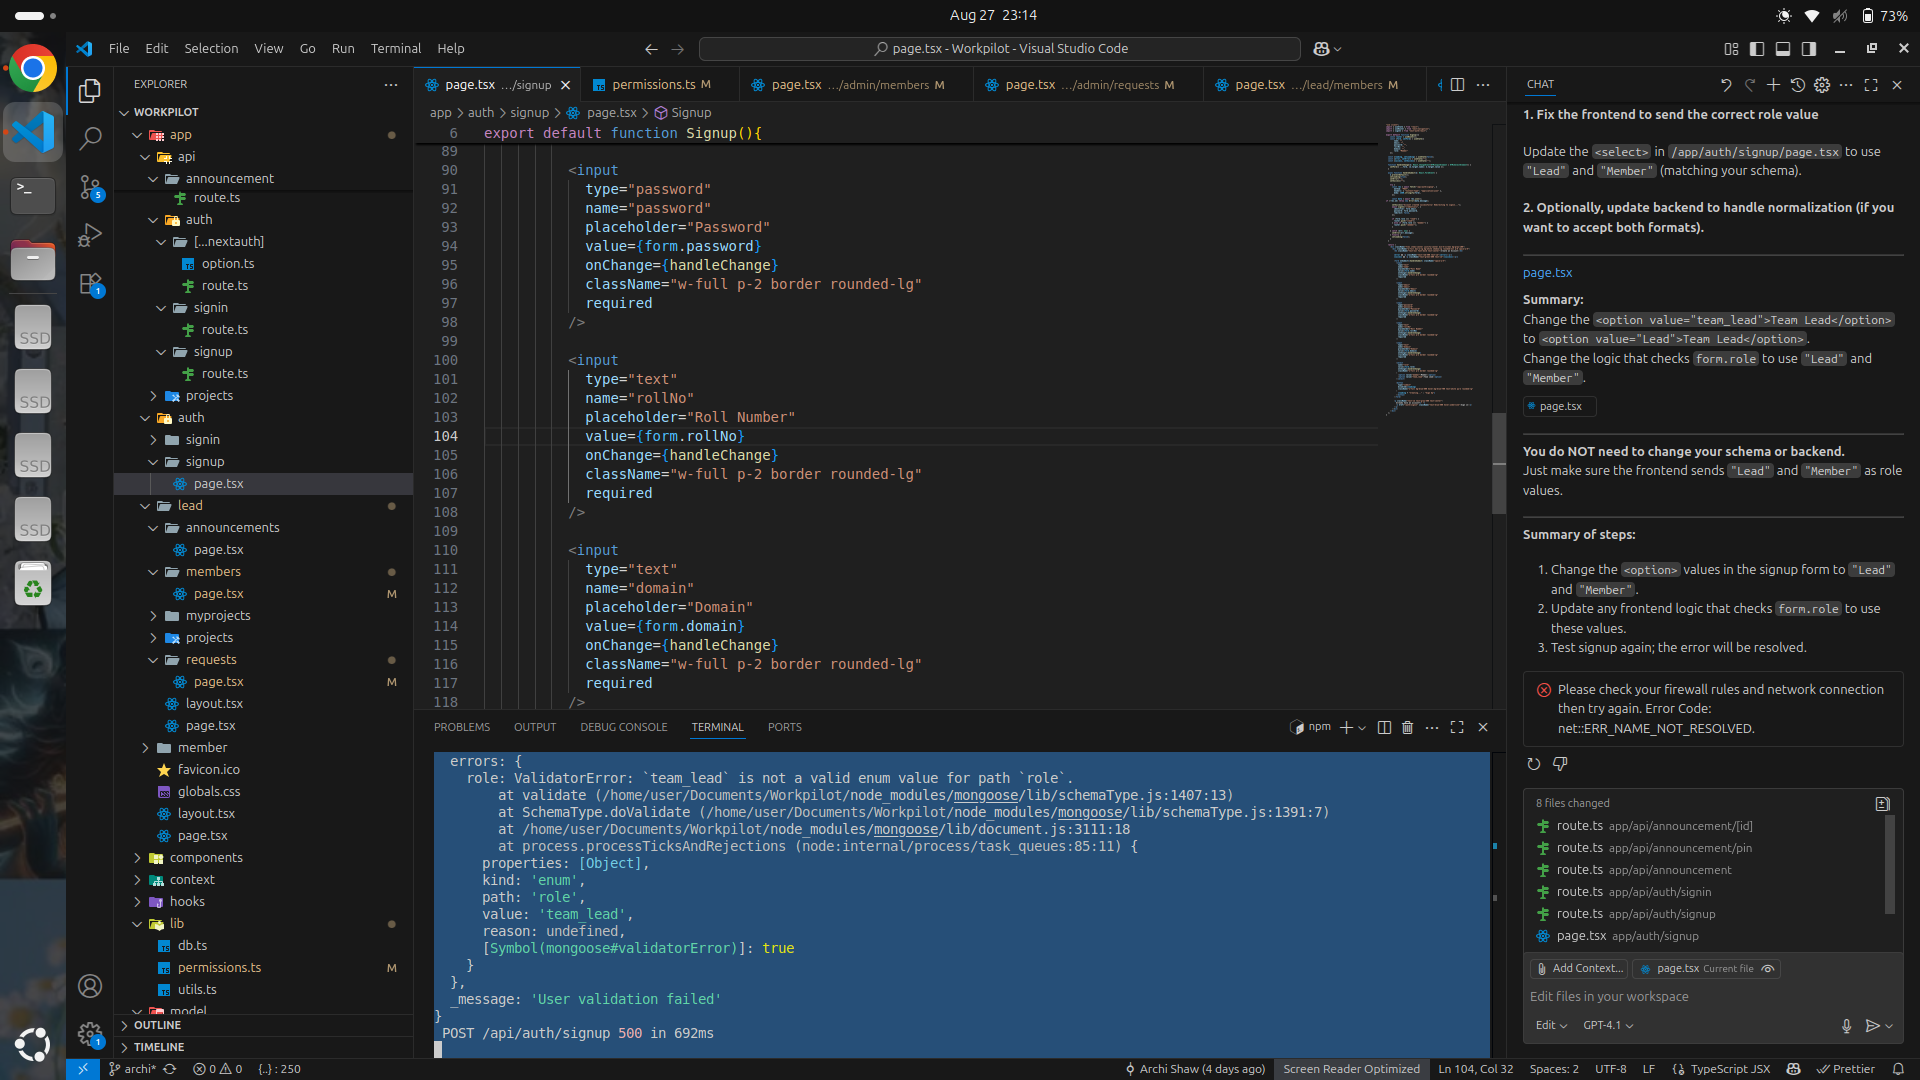 Aug 27 23:14
73%
File Edit Selection View Go Run Terminal Help
page.tsx - Workpilot - Visual Studio Code
EXPLORER
WORKPILOT
app
api
announcement
route.ts
auth
[...nextauth]
option.ts
route.ts
signin
route.ts
signup
route.ts
projects
auth
signin
signup
page.tsx
lead
announcements
page.tsx
members
page.tsx M
myprojects
projects
requests
page.tsx M
layout.tsx
page.tsx
member
favicon.ico
globals.css
layout.tsx
page.tsx
components
context
hooks
lib
db.ts
permissions.ts M
utils.ts
model
OUTLINE
TIMELINE
5
1
1
SSD
SSD
SSD
SSD
page.tsx .../signup
permissions.ts M
page.tsx .../admin/members M
page.tsx .../admin/requests M
page.tsx .../lead/members M
app > auth > signup > page.tsx > Signup
6 export default function Signup(){
89
90 <input
91 type="password"
92 name="password"
93 placeholder="Password"
94 value={form.password}
95 onChange={handleChange}
96 className="w-full p-2 border rounded-lg"
97 required
98 />
99
100 <input
101 type="text"
102 name="rollNo"
103 placeholder="Roll Number"
104 value={form.rollNo}
105 onChange={handleChange}
106 className="w-full p-2 border rounded-lg"
107 required
108 />
109
110 <input
111 type="text"
112 name="domain"
113 placeholder="Domain"
114 value={form.domain}
115 onChange={handleChange}
116 className="w-full p-2 border rounded-lg"
117 required
118 />
PROBLEMS OUTPUT DEBUG CONSOLE TERMINAL PORTS
npm
errors: {
role: ValidatorError: `team_lead` is not a valid enum value for path `role`.
at validate (/home/user/Documents/Workpilot/node_modules/mongoose/lib/schemaType.js:1407:13)
at SchemaType.doValidate (/home/user/Documents/Workpilot/node_modules/mongoose/lib/schemaType.js:1391:7)
at /home/user/Documents/Workpilot/node_modules/mongoose/lib/document.js:3111:18
at process.processTicksAndRejections (node:internal/process/task_queues:85:11) {
properties: [Object],
kind: 'enum',
path: 'role',
value: 'team_lead',
reason: undefined,
[Symbol(mongoose#validatorError)]: true
}
},
_message: 'User validation failed'
}
POST /api/auth/signup 500 in 692ms
CHAT
1. Fix the frontend to send the correct role value
Update the <select> in /app/auth/signup/page.tsx to use
"Lead" and "Member" (matching your schema).
2. Optionally, update backend to handle normalization (if you
want to accept both formats).
page.tsx
Summary:
Change the <option value="team_lead">Team Lead</option>
to <option value="Lead">Team Lead</option>.
Change the logic that checks form.role to use "Lead" and
"Member".
page.tsx
You do NOT need to change your schema or backend.
Just make sure the frontend sends "Lead" and "Member" as role
values.
Summary of steps:
1. Change the <option> values in the signup form to "Lead"
and "Member".
2. Update any frontend logic that checks form.role to use
these values.
3. Test signup again; the error will be resolved.
Please check your firewall rules and network connection
then try again. Error Code:
net::ERR_NAME_NOT_RESOLVED.
8 files changed
route.ts app/api/announcement/[id]
route.ts app/api/announcement/pin
route.ts app/api/announcement
route.ts app/api/auth/signin
route.ts app/api/auth/signup
page.tsx app/auth/signup
Add Context... page.tsx Current file
Edit files in your workspace
Edit GPT-4.1
archi* 0 0 {..} : 250
Archi Shaw (4 days ago) Screen Reader Optimized Ln 104, Col 32 Spaces: 2 UTF-8 LF {} TypeScript JSX Prettier